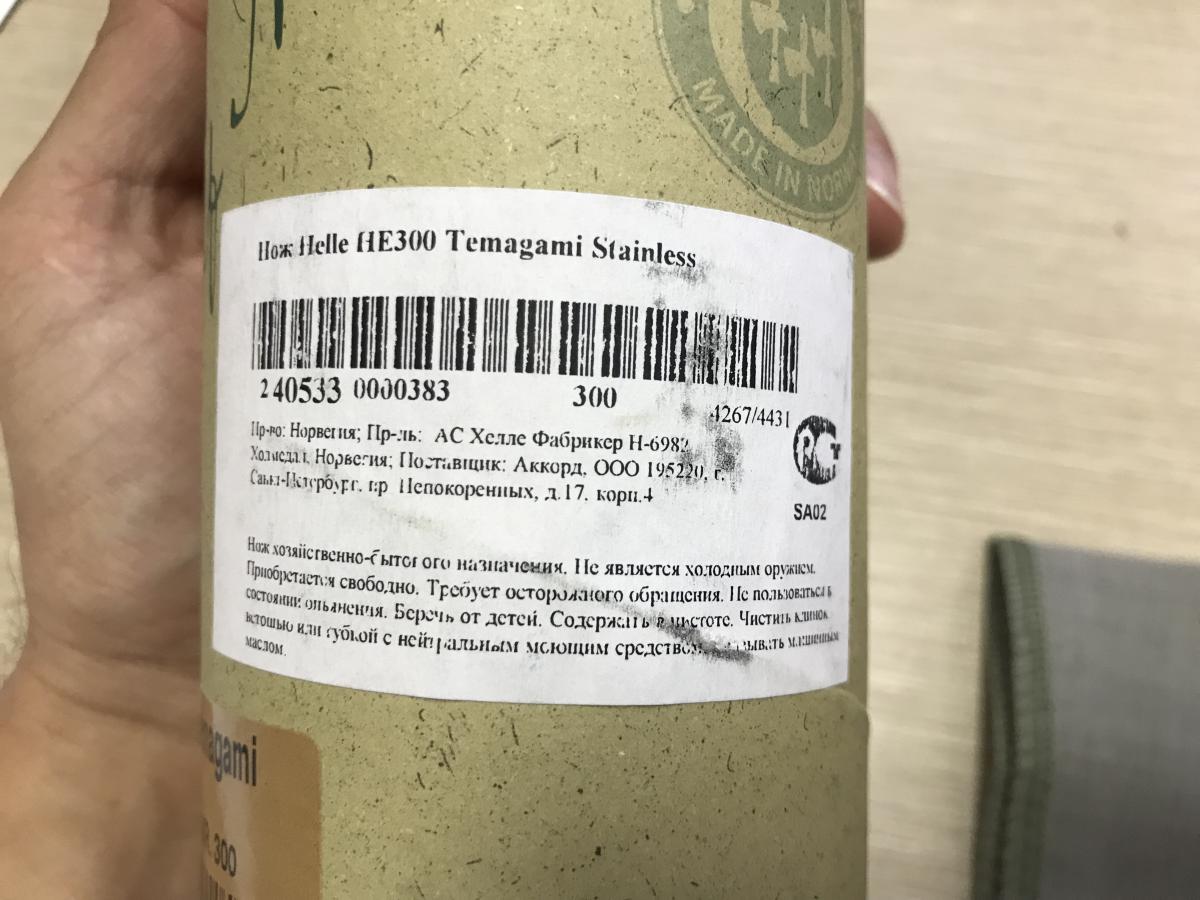 MADE IN NORW
Нож Helle HE300 Temagami Stainless
240533 0000383 300
4267/4431
Пр-во: Норвегия; Пр-ль: АС Хелле Фабрикер Н-6982
Холмедал, Норвегия; Поставщик: Аккорд, ООО 195220, г.
Санкт-Петербург, пр Непокоренных, д.17, корп.4
РСТ
SA02
Нож хозяйственно-бытового назначения. Не является холодным оружием.
Приобретается свободно. Требует осторожного обращения. Не пользоваться в
состоянии опьянения. Беречь от детей. Содержать в чистоте. Чистить клинок
ветошью или губкой с нейтральным моющим средством, машинным
маслом.
magami
300